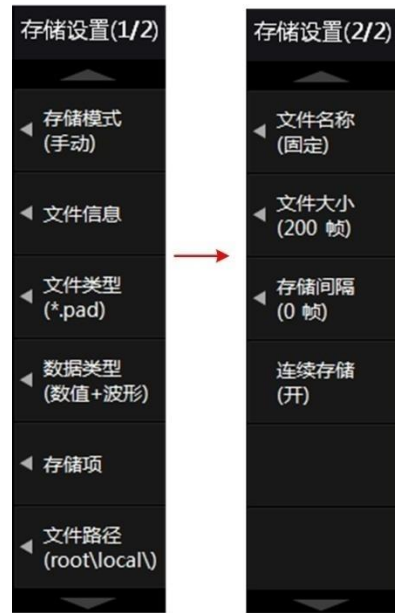 存储设置(1/2)
存储模式
(手动)
文件信息
文件类型
(*.pad)
数据类型
(数值+波形)
存储项
文件路径
(root\local\)
存储设置(2/2)
文件名称
(固定)
文件大小
(200 帧)
存储间隔
(0 帧)
连续存储
(开)